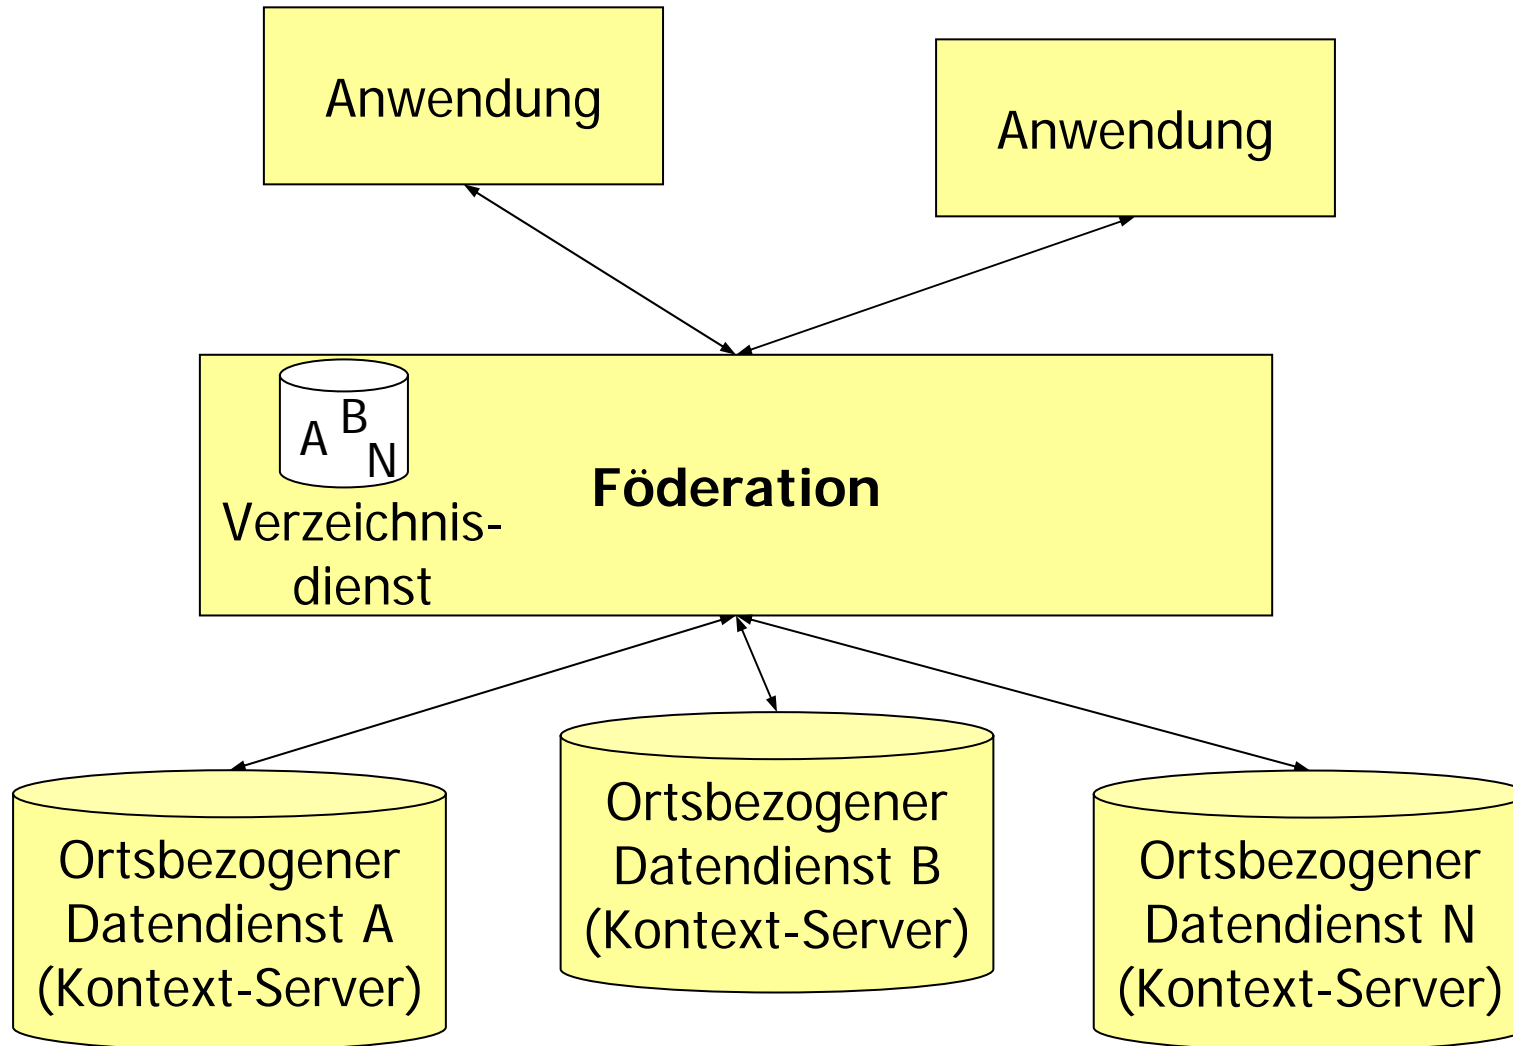 Anwendung
Anwendung
A B N
Verzeichnis-
dienst
Föderation
Ortsbezogener
Datendienst A
(Kontext-Server)
Ortsbezogener
Datendienst B
(Kontext-Server)
Ortsbezogener
Datendienst N
(Kontext-Server)